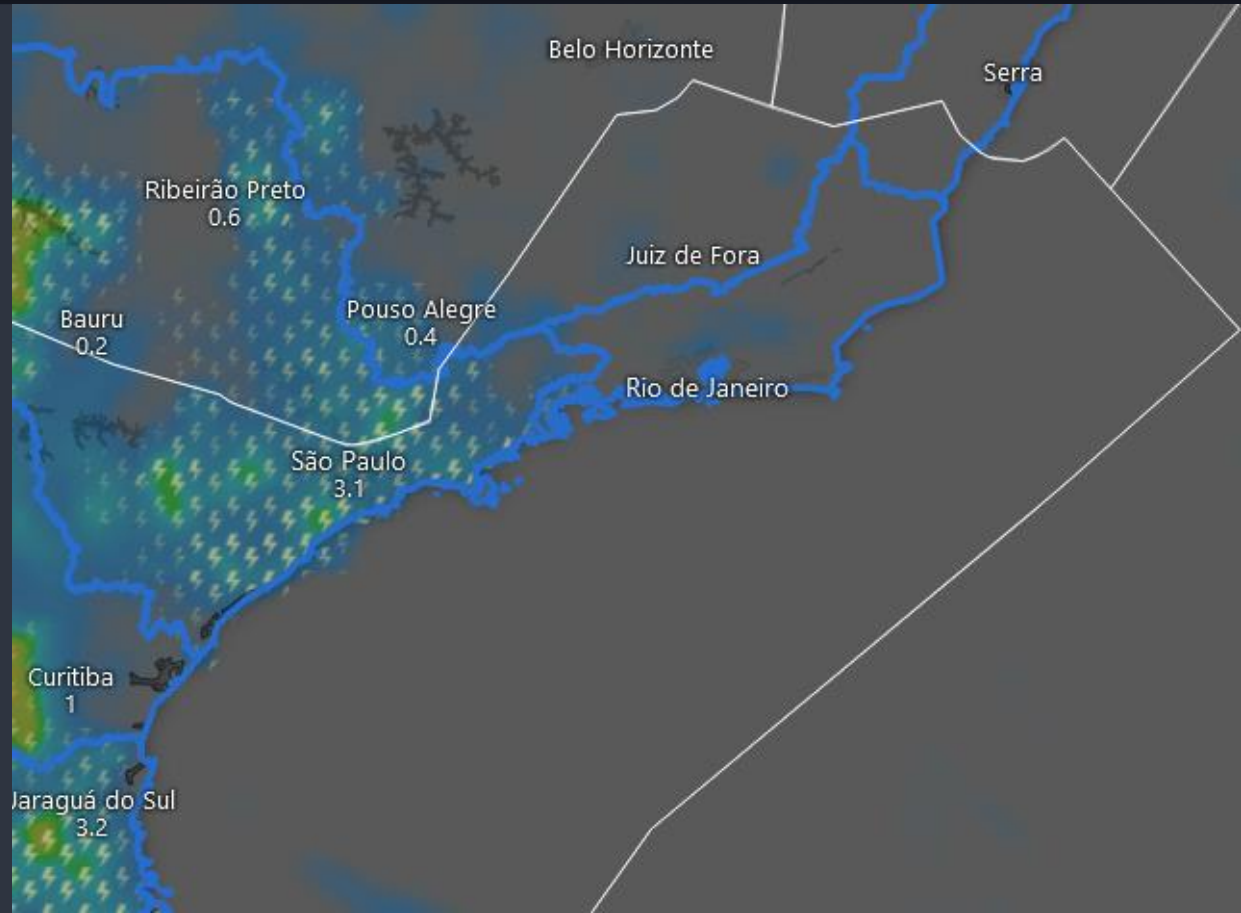 Belo Horizonte
Serra
Ribeirão Preto
0.6
Juiz de Fora
Pouso Alegre
0.4
Bauru
0.2
Rio de Janeiro
São Paulo
3.1
Curitiba
1
Jaraguá do Sul
3.2